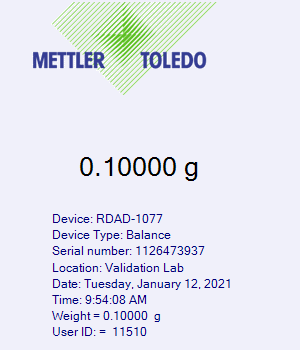 METTLER TOLEDO
0.10000 g
Device: RDAD-1077
Device Type: Balance
Serial number: 1126473937
Location: Validation Lab
Date: Tuesday, January 12, 2021
Time: 9:54:08 AM
Weight = 0.10000 g
User ID: = 11510